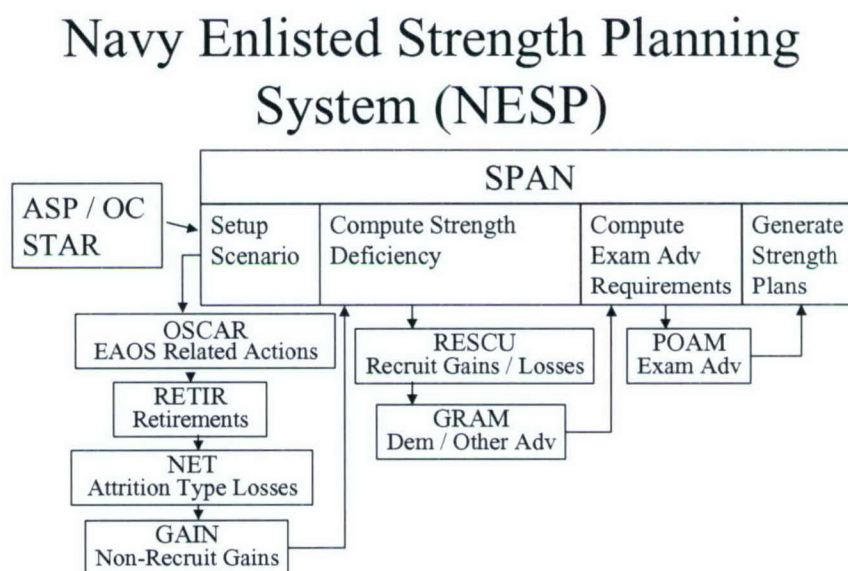 Navy Enlisted Strength Planning
System (NESP)
SPAN
ASP / OC
STAR
Setup
Scenario
Compute Strength
Deficiency
Compute
Exam Adv
Requirements
Generate
Strength
Plans
OSCAR
EAOS Related Actions
RETIR
Retirements
NET
Attrition Type Losses
GAIN
Non-Recruit Gains
RESCU
Recruit Gains / Losses
GRAM
Dem / Other Adv
POAM
Exam Adv